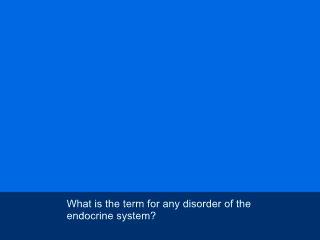 What is the term for any disorder of the
endocrine system?